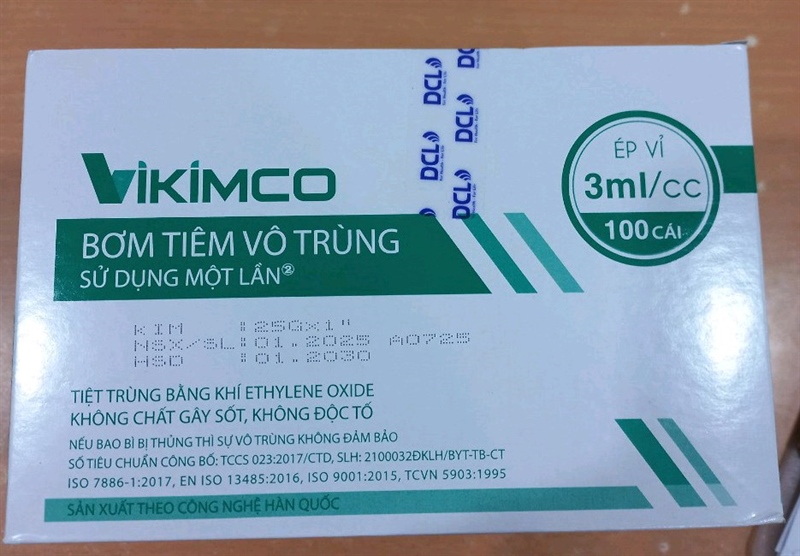 VIKIMCO
BƠM TIÊM VÔ TRÙNG
SỬ DỤNG MỘT LẦN②
ÉP VỈ
3ml/cc
100 CÁI
DCL
DCL
DCL
DCL
DCL
DCL
KIM :25GX1"
NSX/SL:01.2025 A0725
HSD :01.2030
TIỆT TRÙNG BẰNG KHÍ ETHYLENE OXIDE
KHÔNG CHẤT GÂY SỐT, KHÔNG ĐỘC TỐ
NẾU BAO BÌ BỊ THỦNG THÌ SỰ VÔ TRÙNG KHÔNG ĐẢM BẢO
SỐ TIÊU CHUẨN CÔNG BỐ: TCCS 023:2017/CTD, SLH: 2100032ĐKLH/BYT-TB-CT
ISO 7886-1:2017, EN ISO 13485:2016, ISO 9001:2015, TCVN 5903:1995
SẢN XUẤT THEO CÔNG NGHỆ HÀN QUỐC